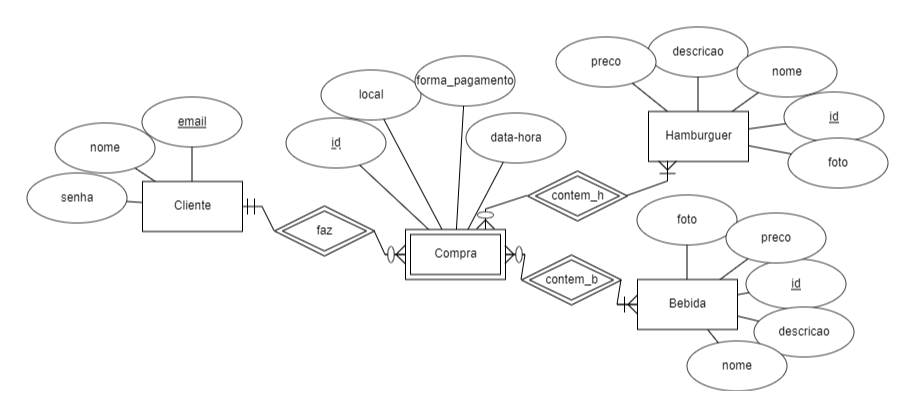 preco
descricao
nome
id
foto
Hamburguer
forma_pagamento
local
id
data-hora
email
nome
senha
Cliente
faz
contem_h
Compra
contem_b
foto
preco
id
descricao
nome
Bebida